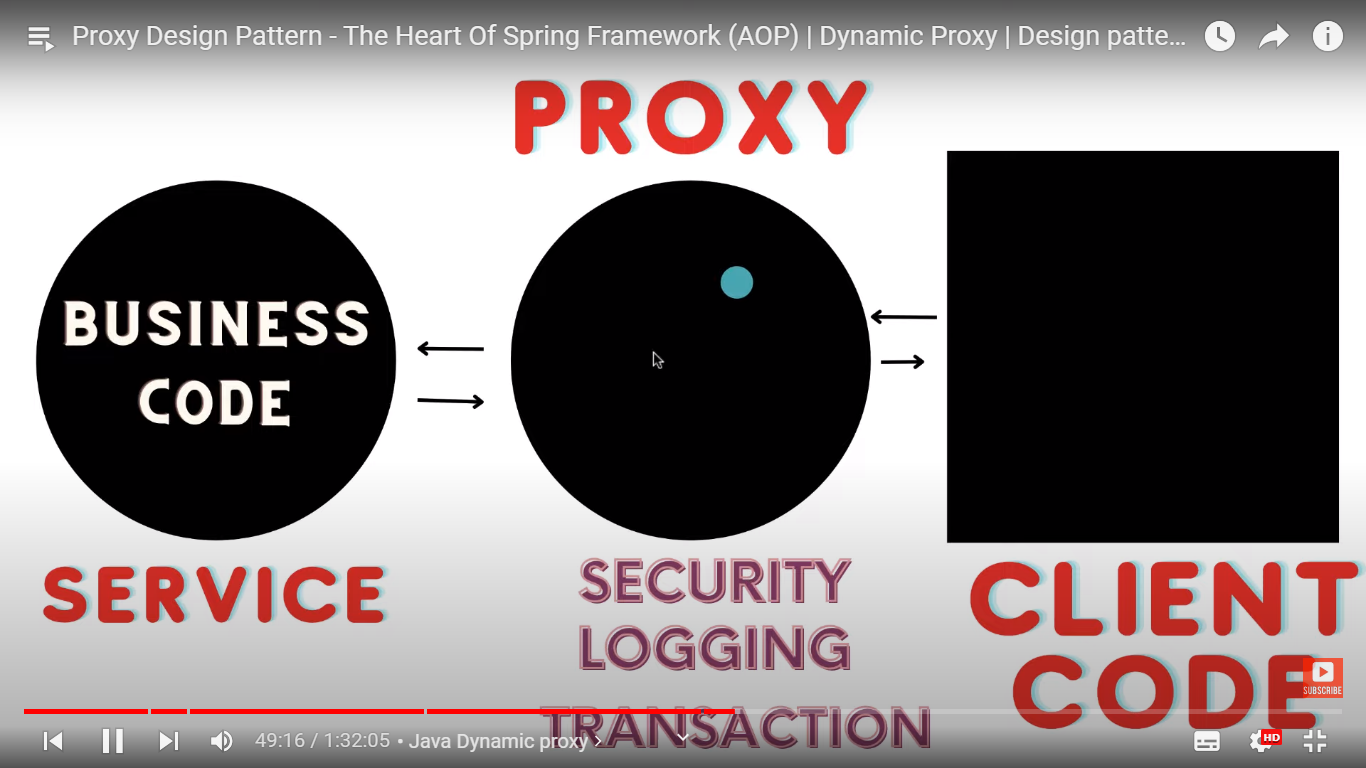 Proxy Design Pattern - The Heart Of Spring Framework (AOP) | Dynamic Proxy | Design patte...
PROXY
BUSINESS
CODE
SERVICE
SECURITY
LOGGING
TRANSACTION
CLIENT
CODE
SUBSCRIBE
49:16 / 1:32:05 • Java Dynamic proxy
HD